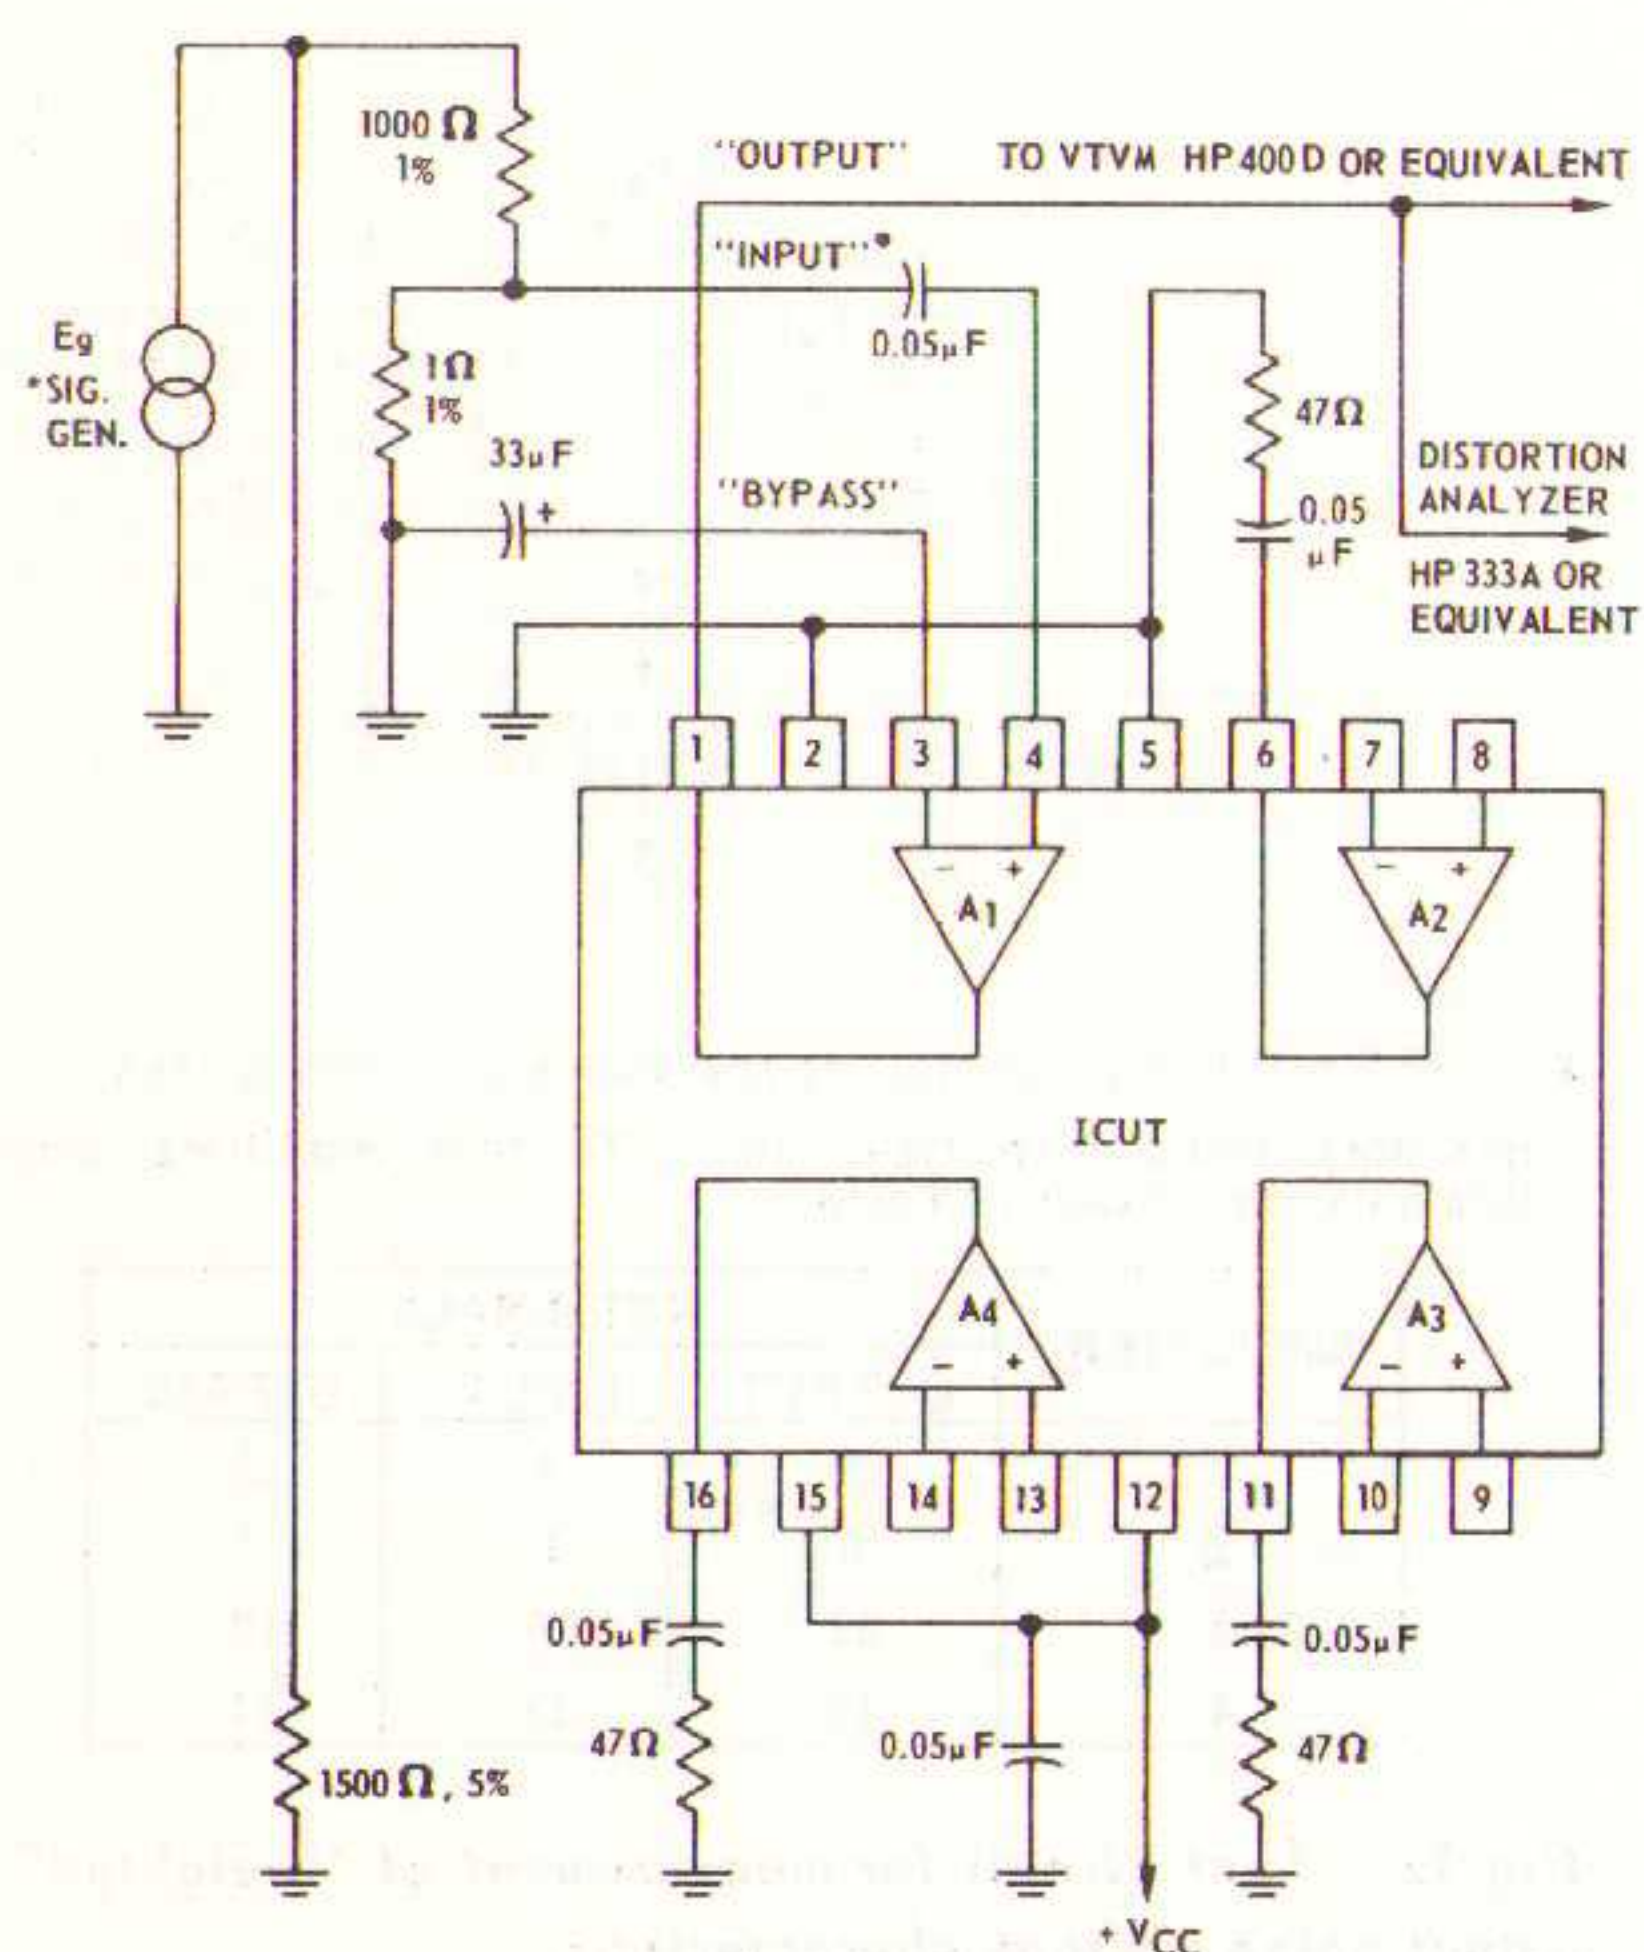 1000 Ω
1%
"OUTPUT" TO VTVM HP400D OR EQUIVALENT
"INPUT"*
0.05μF
Eg
*SIG.
GEN.
1Ω
1%
33μF
+
"BYPASS"
47Ω
0.05
μF
DISTORTION
ANALYZER
HP 333A OR
EQUIVALENT
1 2 3 4 5 6 7 8
− + − +
A1 A2
ICUT
A4 A3
− + − +
16 15 14 13 12 11 10 9
0.05μF 0.05μF
47Ω 0.05μF 47Ω
1500 Ω, 5%
+ VCC